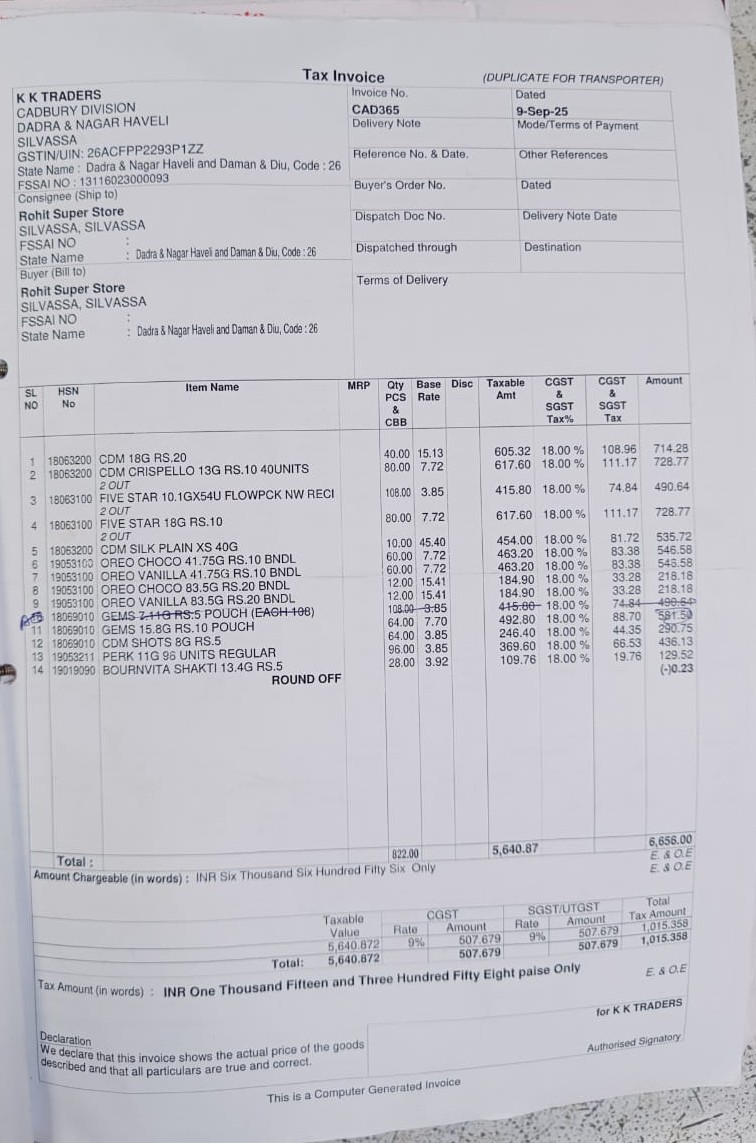 Tax Invoice
(DUPLICATE FOR TRANSPORTER)
K K TRADERS
CADBURY DIVISION
DADRA & NAGAR HAVELI
SILVASSA
GSTIN/UIN: 26ACFPP2293P1ZZ
State Name : Dadra & Nagar Haveli and Daman & Diu, Code : 26
FSSAI NO : 13116023000093
Consignee (Ship to)
Rohit Super Store
SILVASSA, SILVASSA
FSSAI NO :
State Name : Dadra & Nagar Haveli and Daman & Diu, Code : 26
Buyer (Bill to)
Rohit Super Store
SILVASSA, SILVASSA
FSSAI NO :
State Name : Dadra & Nagar Haveli and Daman & Diu, Code : 26
Invoice No. Dated
CAD365 9-Sep-25
Delivery Note Mode/Terms of Payment
Reference No. & Date. Other References
Buyer's Order No. Dated
Dispatch Doc No. Delivery Note Date
Dispatched through Destination
Terms of Delivery
SL NO HSN No Item Name MRP Qty PCS & CBB Base Rate Disc Taxable Amt CGST & SGST Tax% CGST & SGST Tax Amount
1 18063200 CDM 18G RS.20 40.00 15.13 605.32 18.00 % 108.96 714.28
2 18063200 CDM CRISPELLO 13G RS.10 40UNITS 80.00 7.72 617.60 18.00 % 111.17 728.77
2 OUT
3 18063100 FIVE STAR 10.1GX54U FLOWPCK NW RECI 108.00 3.85 415.80 18.00 % 74.84 490.64
2 OUT
4 18063100 FIVE STAR 18G RS.10 80.00 7.72 617.60 18.00 % 111.17 728.77
2 OUT
5 18063200 CDM SILK PLAIN XS 40G 10.00 45.40 454.00 18.00 % 81.72 535.72
6 19053100 OREO CHOCO 41.75G RS.10 BNDL 60.00 7.72 463.20 18.00 % 83.38 546.58
7 19053100 OREO VANILLA 41.75G RS.10 BNDL 60.00 7.72 463.20 18.00 % 83.38 546.58
8 19053100 OREO CHOCO 83.5G RS.20 BNDL 12.00 15.41 184.90 18.00 % 33.28 218.18
9 19053100 OREO VANILLA 83.5G RS.20 BNDL 12.00 15.41 184.90 18.00 % 33.28 218.18
18069010 GEMS 7.11G RS.5 POUCH (EACH 108) 108.00 3.85 415.80 18.00 % 74.84 490.64
11 18069010 GEMS 15.8G RS.10 POUCH 64.00 7.70 492.80 18.00 % 88.70 581.50
12 18069010 CDM SHOTS 8G RS.5 64.00 3.85 246.40 18.00 % 44.35 290.75
13 19053211 PERK 11G 96 UNITS REGULAR 96.00 3.85 369.60 18.00 % 66.53 436.13
14 19019090 BOURNVITA SHAKTI 13.4G RS.5 28.00 3.92 109.76 18.00 % 19.76 129.52
ROUND OFF (-)0.23
Total : 822.00 5,640.87 6,656.00
E. & O.E
Amount Chargeable (in words) : INR Six Thousand Six Hundred Fifty Six Only E. & O.E
Taxable Value CGST SGST/UTGST Total Tax Amount
Rate Amount Rate Amount
5,640.872 9% 507.679 9% 507.679 1,015.358
Total: 5,640.872 507.679 507.679 1,015.358
Tax Amount (in words) : INR One Thousand Fifteen and Three Hundred Fifty Eight paise Only E. & O.E
for K K TRADERS
Declaration
We declare that this invoice shows the actual price of the goods
described and that all particulars are true and correct.
Authorised Signatory
This is a Computer Generated Invoice